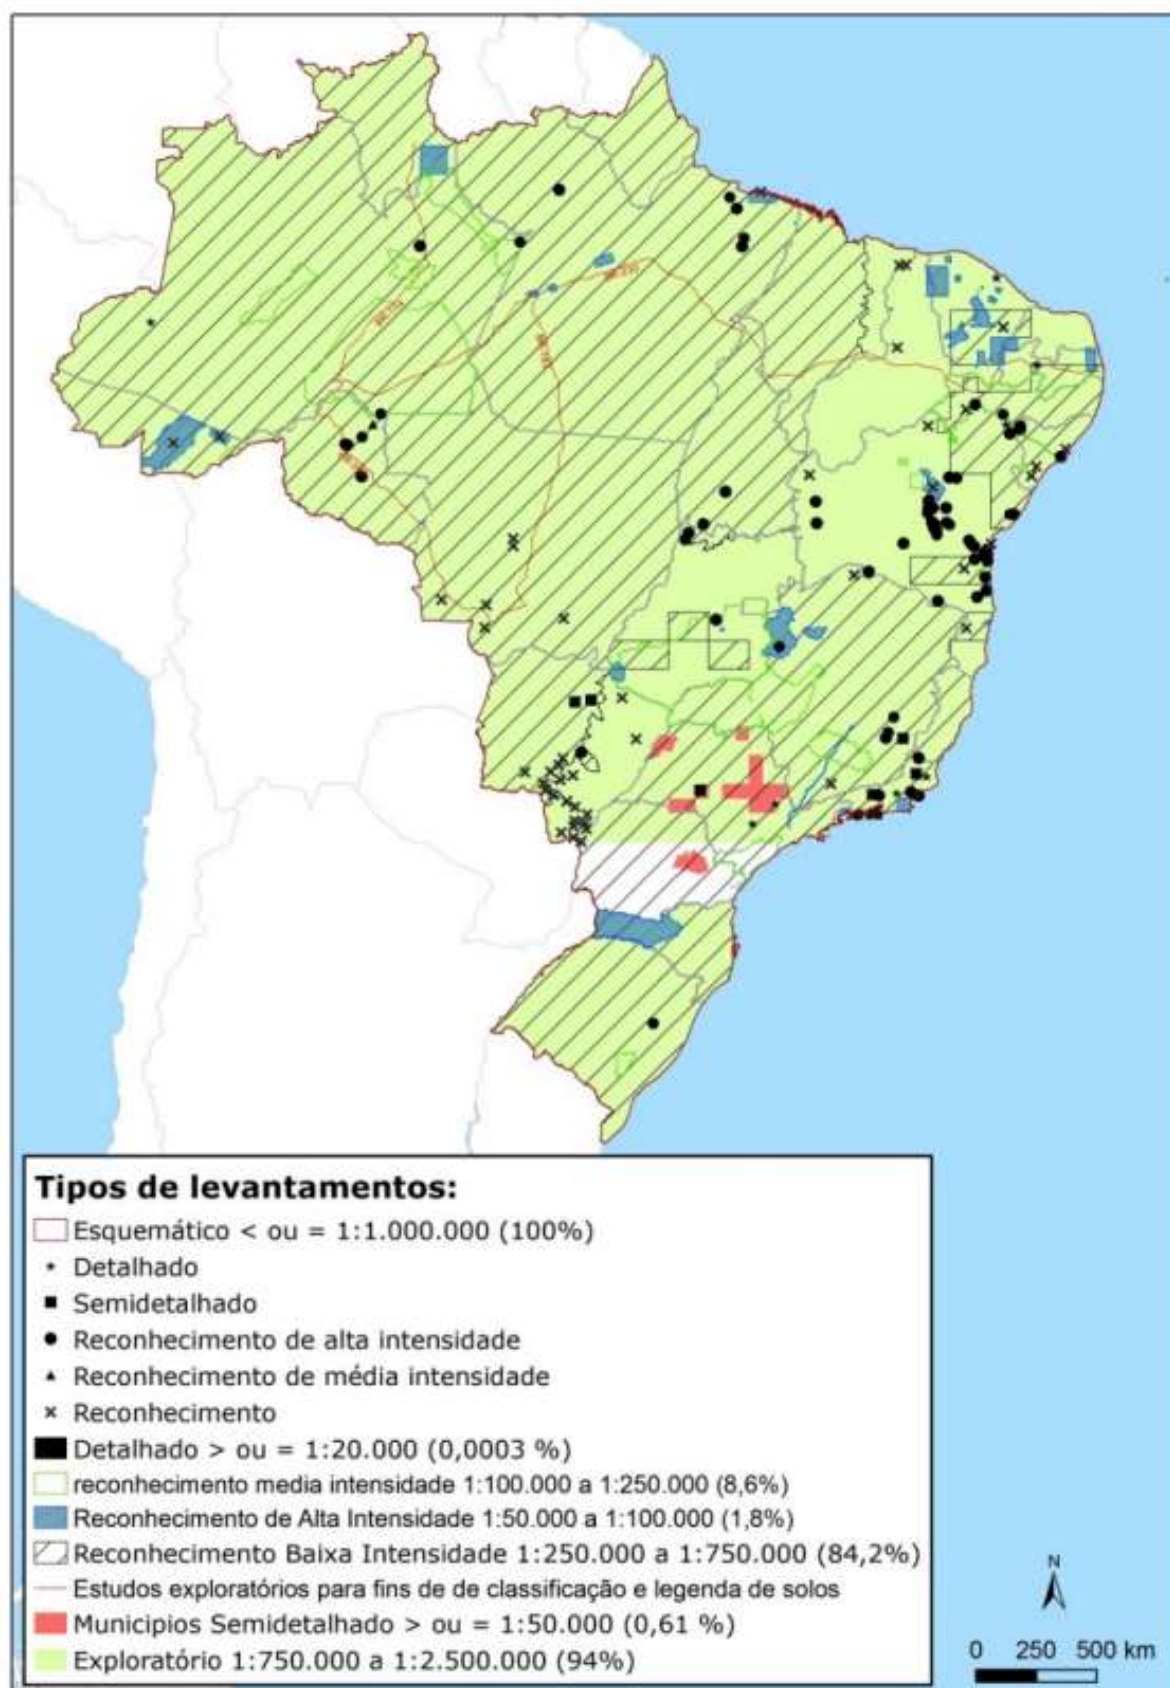 Tipos de levantamentos:
Esquemático < ou = 1:1.000.000 (100%)
Detalhado
Semidetalhado
Reconhecimento de alta intensidade
Reconhecimento de média intensidade
Reconhecimento
Detalhado > ou = 1:20.000 (0,0003 %)
reconhecimento media intensidade 1:100.000 a 1:250.000 (8,6%)
Reconhecimento de Alta Intensidade 1:50.000 a 1:100.000 (1,8%)
Reconhecimento Baixa Intensidade 1:250.000 a 1:750.000 (84,2%)
Estudos exploratórios para fins de de classificação e legenda de solos
Municipios Semidetalhado > ou = 1:50.000 (0,61 %)
Exploratório 1:750.000 a 1:2.500.000 (94%)
N
0 250 500 km